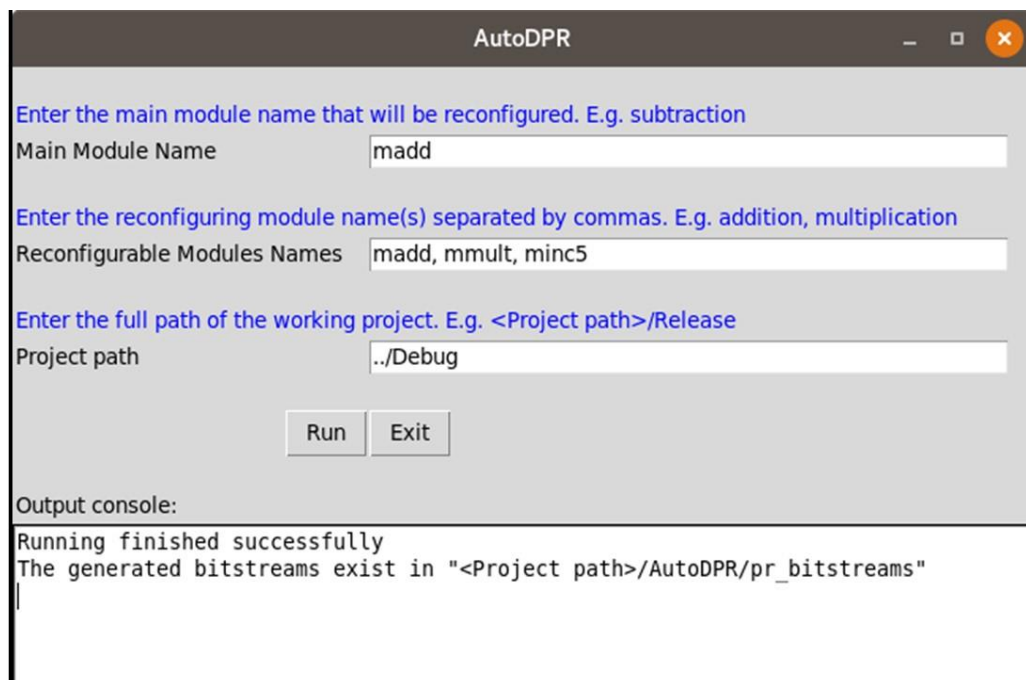 AutoDPR
Enter the main module name that will be reconfigured. E.g. subtraction
Main Module Name madd
Enter the reconfiguring module name(s) separated by commas. E.g. addition, multiplication
Reconfigurable Modules Names madd, mmult, minc5
Enter the full path of the working project. E.g. <Project path>/Release
Project path ../Debug
Run Exit
Output console:
Running finished successfully
The generated bitstreams exist in "<Project path>/AutoDPR/pr_bitstreams"